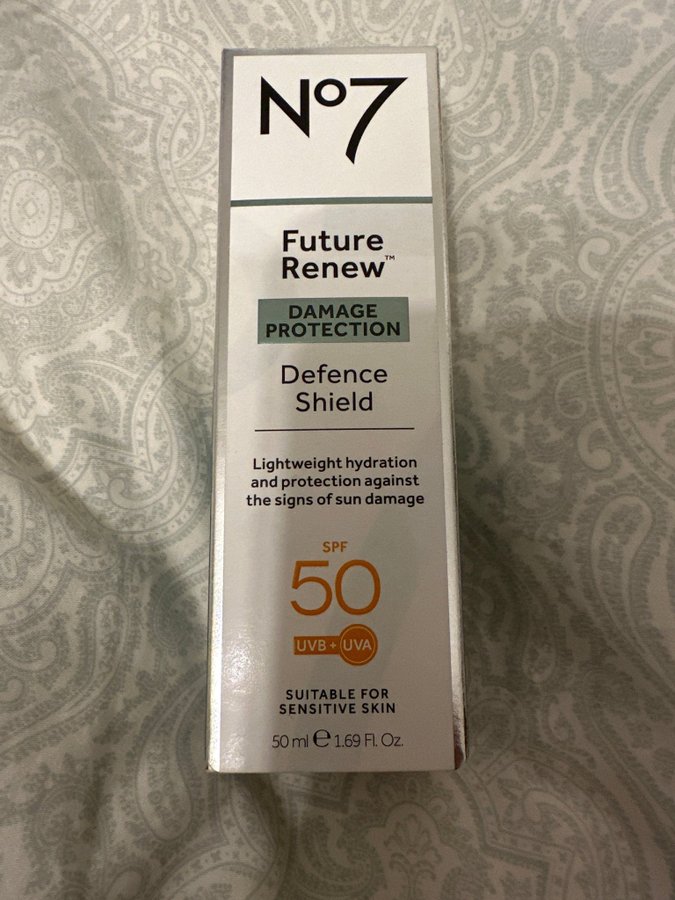 No7
Future
Renew™
DAMAGE
PROTECTION
Defence
Shield
Lightweight hydration
and protection against
the signs of sun damage
SPF
50
UVB + UVA
SUITABLE FOR
SENSITIVE SKIN
50 ml ℮ 1.69 Fl. Oz.